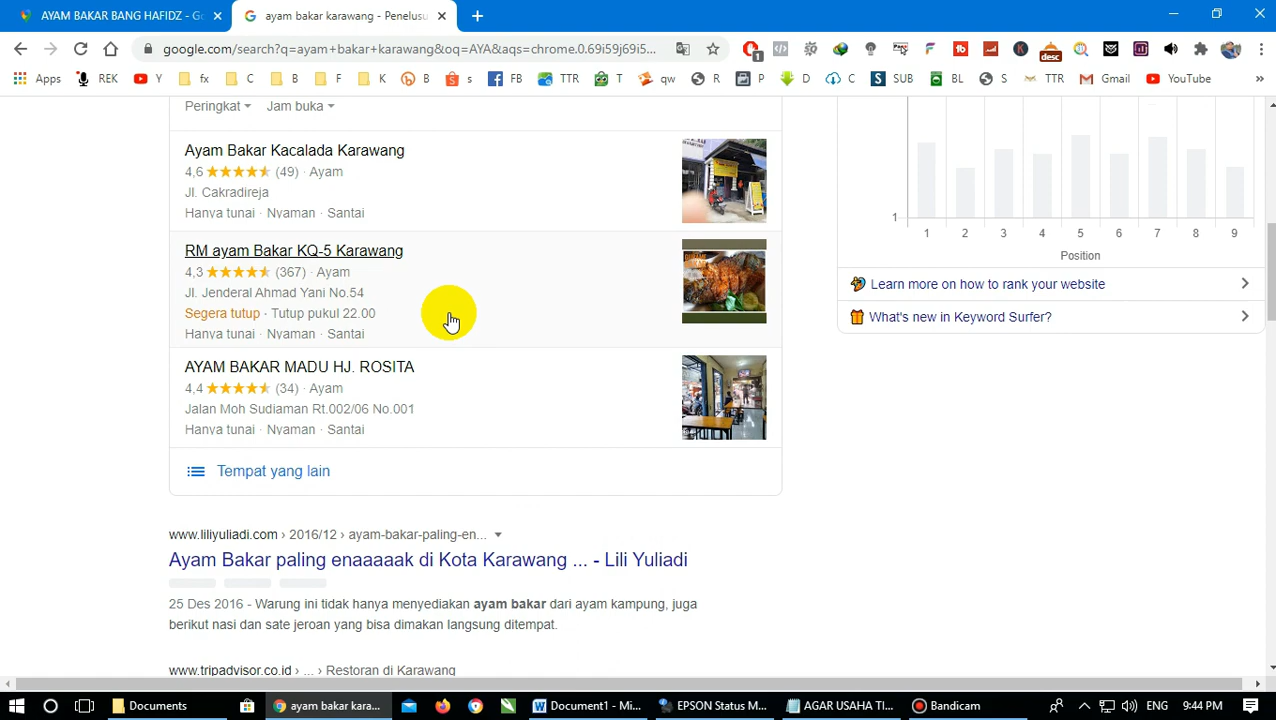 AYAM BAKAR BANG HAFIDZ - Go
ayam bakar karawang - Penelusu
google.com/search?q=ayam+bakar+karawang&oq=AYA&aqs=chrome.0.69i59j69i5...
1
desc
Apps REK Y fx C B F K B s FB TTR T qw S P D C SUB BL S TTR Gmail YouTube »
Peringkat Jam buka
Ayam Bakar Kacalada Karawang
4,6 (49) · Ayam
Jl. Cakradireja
Hanya tunai · Nyaman · Santai
RM ayam Bakar KQ-5 Karawang
4,3 (367) · Ayam
Jl. Jenderal Ahmad Yani No.54
Segera tutup · Tutup pukul 22.00
Hanya tunai · Nyaman · Santai
AYAM BAKAR MADU HJ. ROSITA
4,4 (34) · Ayam
Jalan Moh Sudiaman Rt.002/06 No.001
Hanya tunai · Nyaman · Santai
Tempat yang lain
www.liliyuliadi.com › 2016/12 › ayam-bakar-paling-en...
Ayam Bakar paling enaaaaak di Kota Karawang ... - Lili Yuliadi
25 Des 2016 - Warung ini tidak hanya menyediakan ayam bakar dari ayam kampung, juga
berikut nasi dan sate jeroan yang bisa dimakan langsung ditempat.
www.tripadvisor.co.id › ... › Restoran di Karawang
1
1 2 3 4 5 6 7 8 9
Position
Learn more on how to rank your website
What's new in Keyword Surfer?
Documents
ayam bakar kara...
Document1 - Mi...
EPSON Status M...
AGAR USAHA TI...
Bandicam
ENG
9:44 PM